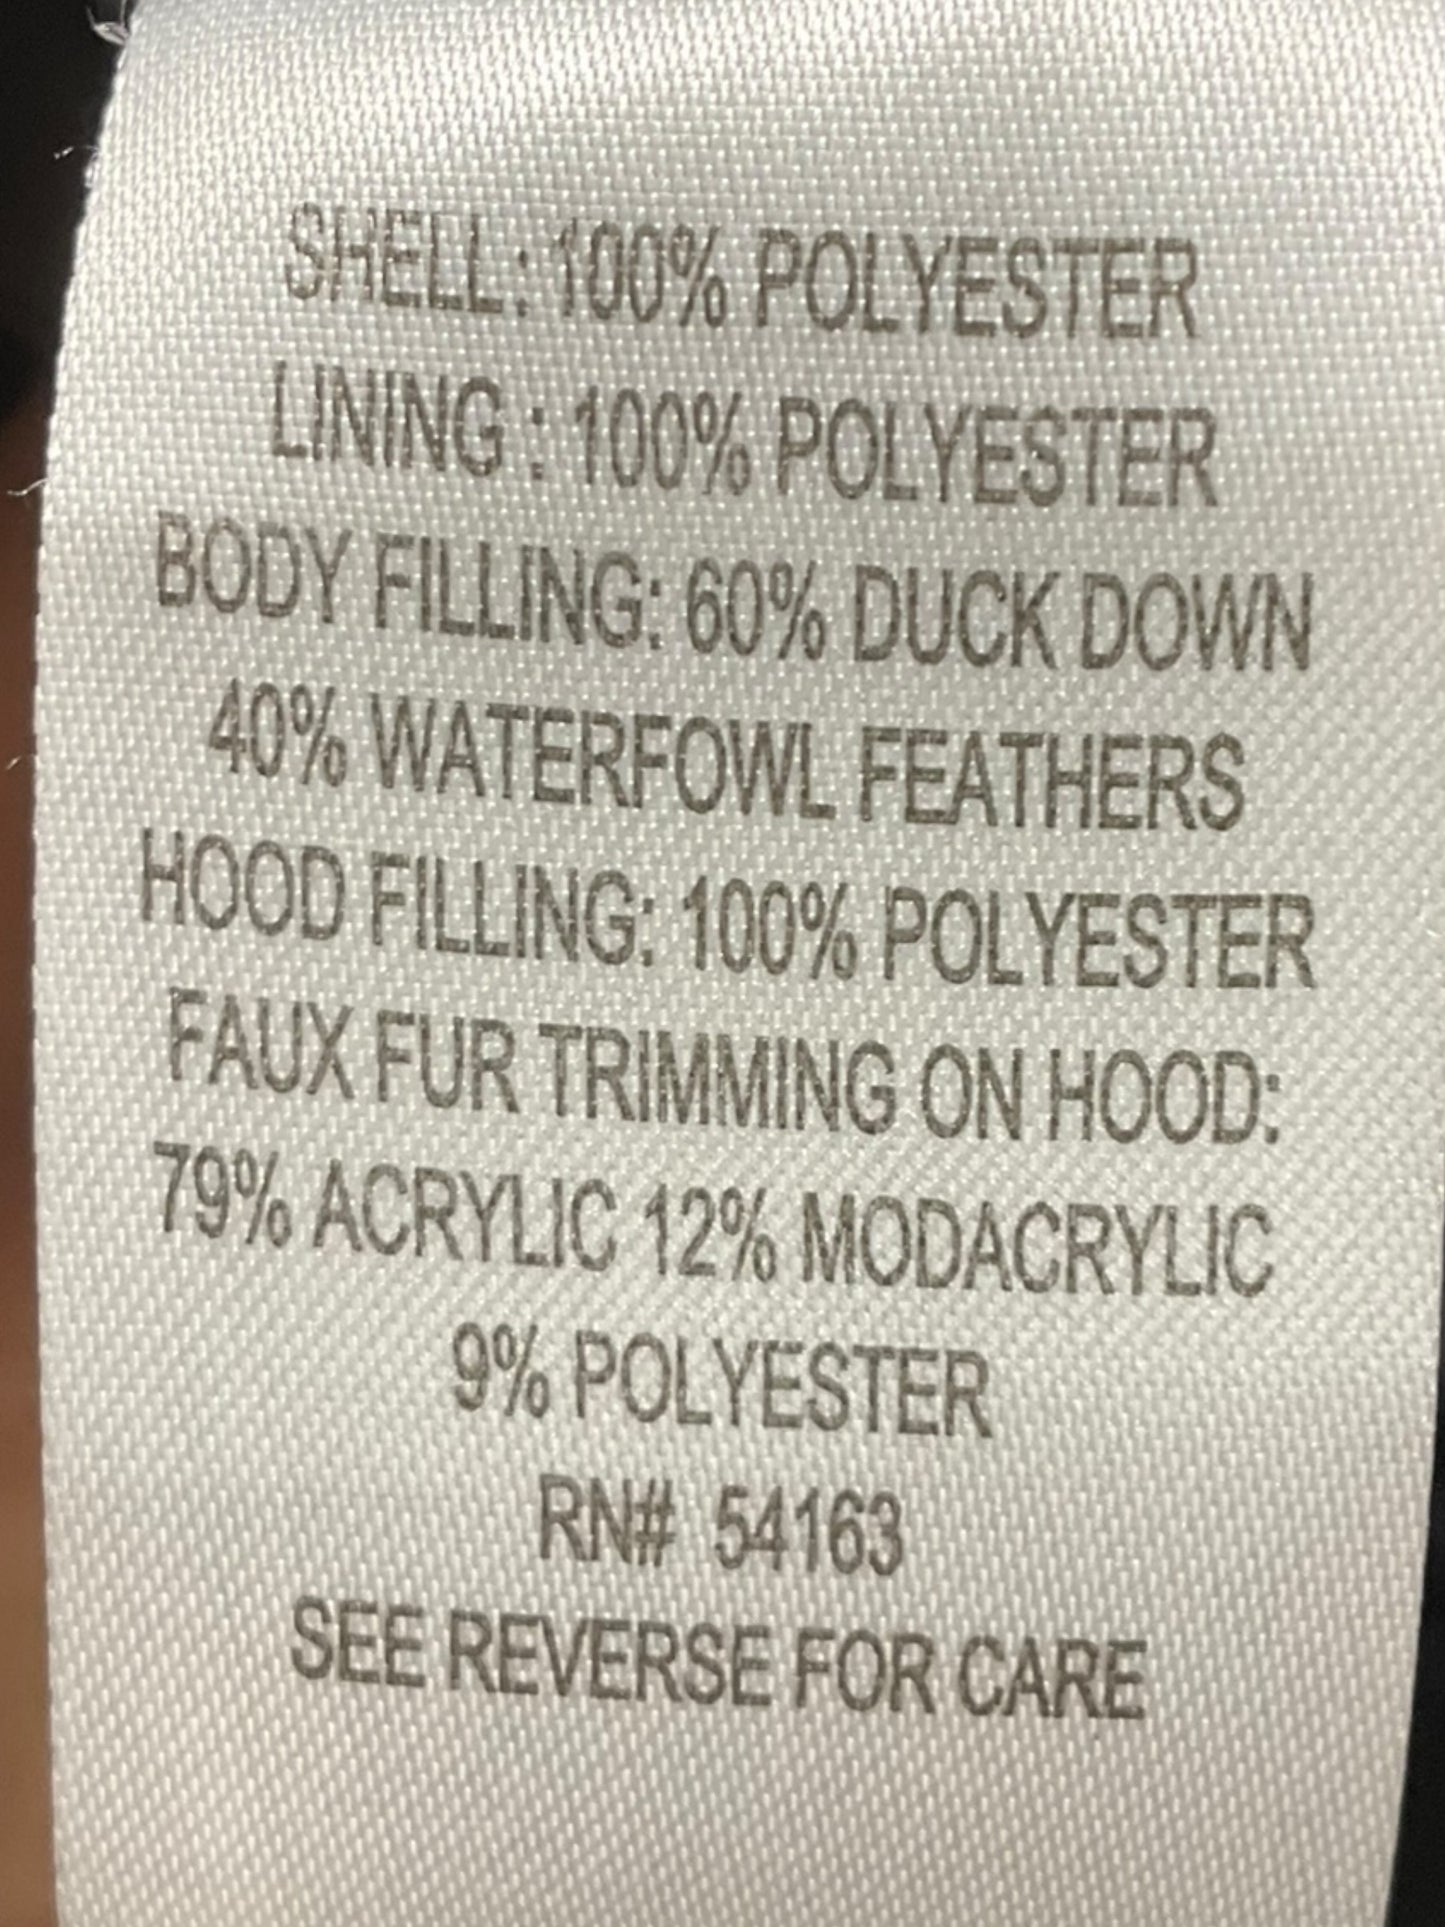 SHELL: 100% POLYESTER
LINING : 100% POLYESTER
BODY FILLING: 60% DUCK DOWN
40% WATERFOWL FEATHERS
HOOD FILLING: 100% POLYESTER
FAUX FUR TRIMMING ON HOOD:
79% ACRYLIC 12% MODACRYLIC
9% POLYESTER
RN# 54163
SEE REVERSE FOR CARE